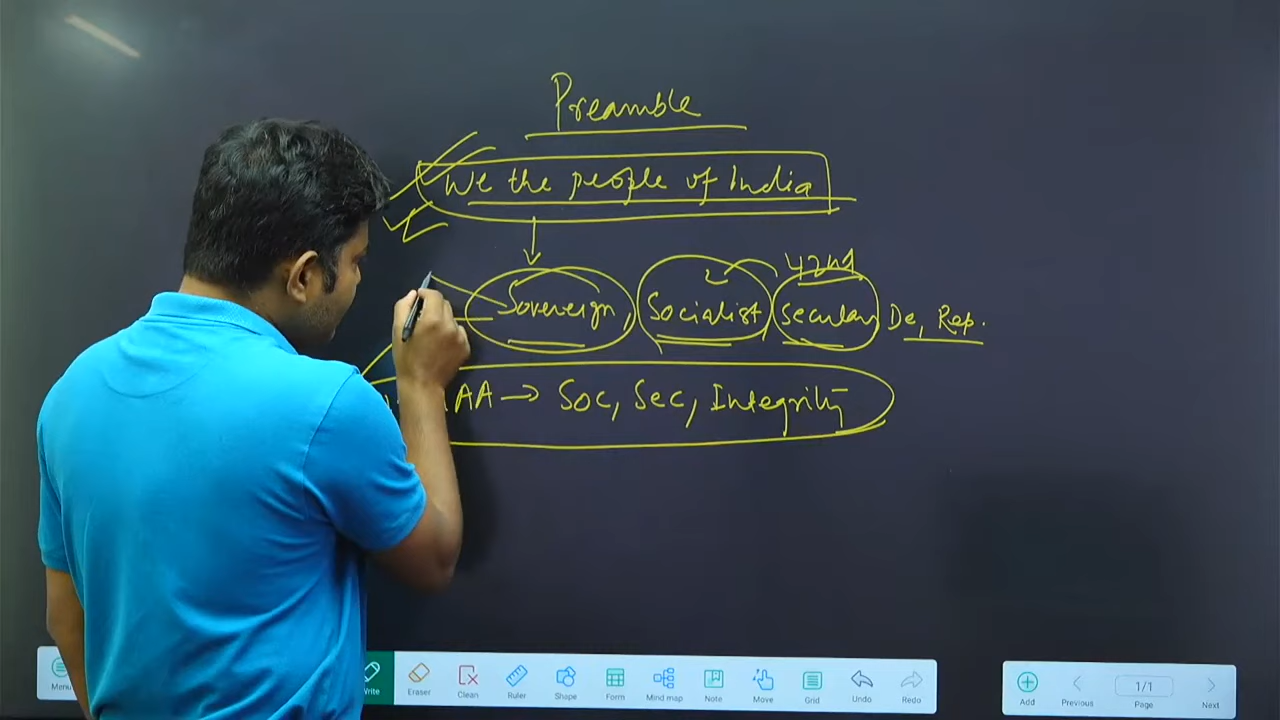 Preamble
We the people of India
42nd
Sovereign, Socialist Secular De, Rep.
AA → Soc, Sec, Integrity
Menu Write Eraser Clean Ruler Shape Form Mind map Note Move Grid Undo Redo Add Previous 1/1 Page Next